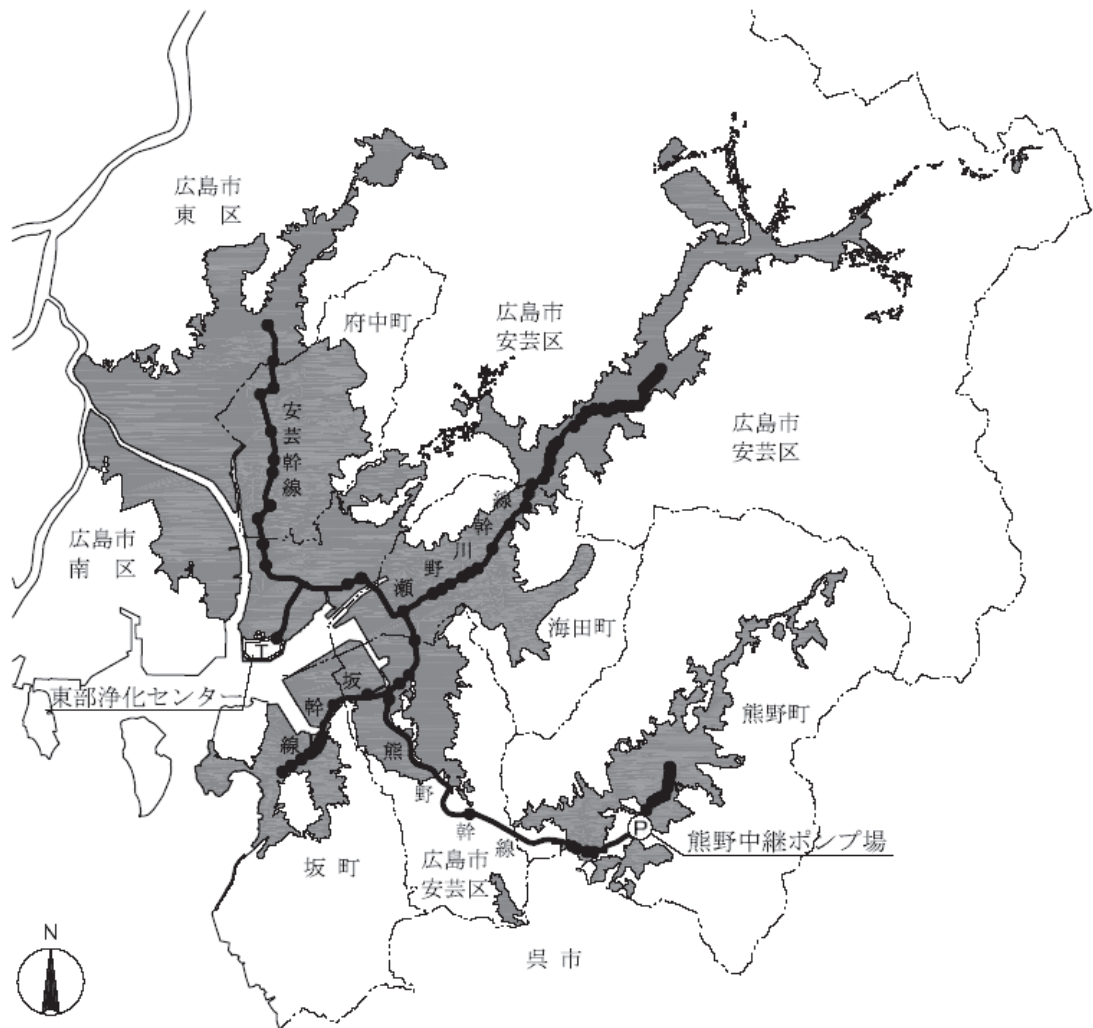 広島市
東 区
府中町
広島市
安芸区
広島市
安芸区
安芸幹線
瀬野川幹線
広島市
南 区
海田町
T
東部浄化センター
坂幹線
熊野幹線
熊野町
P
熊野中継ポンプ場
坂 町
広島市
安芸区
呉 市
N